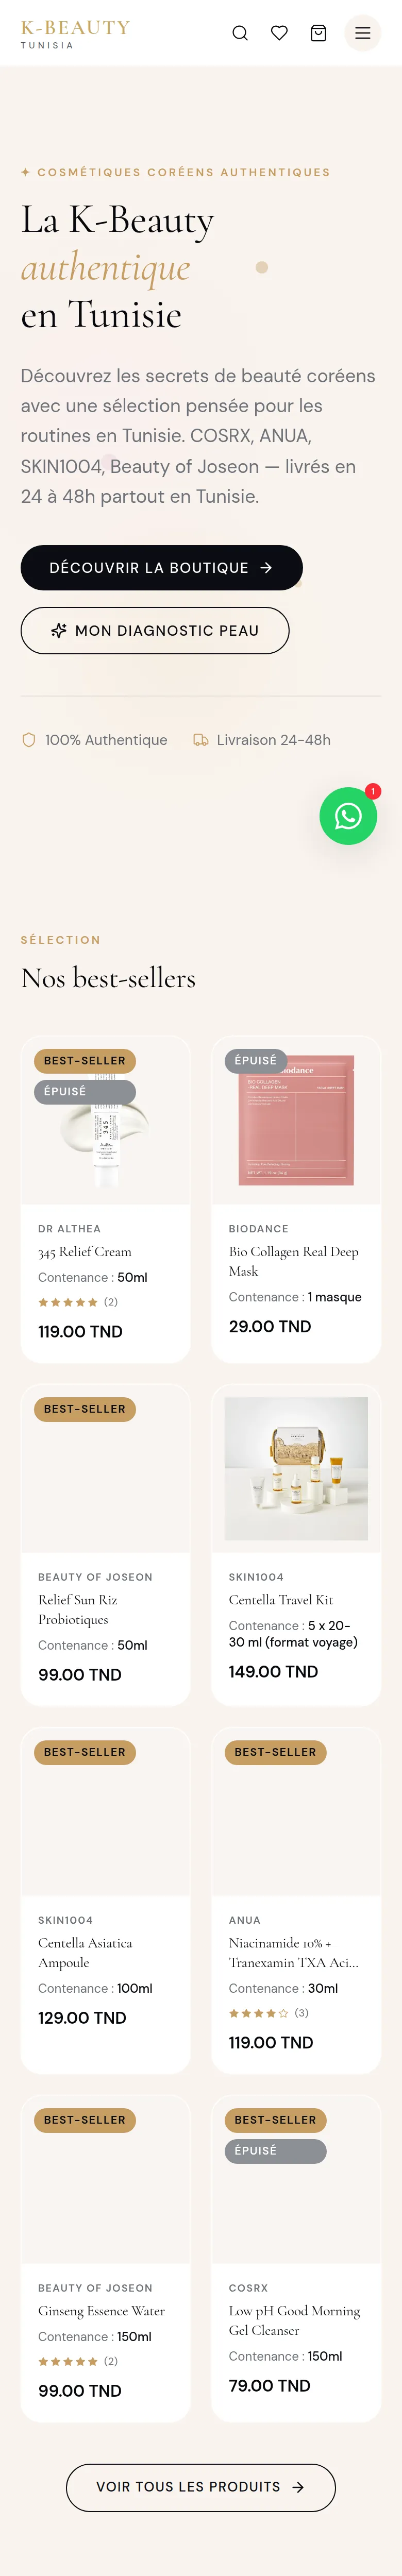 K-BEAUTY
TUNISIA
✦ COSMÉTIQUES CORÉENS AUTHENTIQUES
La K-Beauty
authentique
en Tunisie
Découvrez les secrets de beauté coréens
avec une sélection pensée pour les
routines en Tunisie. COSRX, ANUA,
SKIN1004, Beauty of Joseon — livrés en
24 à 48h partout en Tunisie.
DÉCOUVRIR LA BOUTIQUE →
MON DIAGNOSTIC PEAU
100% Authentique
Livraison 24-48h
1
SÉLECTION
Nos best-sellers
BEST-SELLER
ÉPUISÉ
345
DR ALTHEA
345 Relief Cream
Contenance : 50ml
(2)
119.00 TND
ÉPUISÉ
BIO COLLAGEN
-REAL DEEP MASK
BIODANCE
Bio Collagen Real Deep
Mask
Contenance : 1 masque
29.00 TND
BEST-SELLER
BEAUTY OF JOSEON
Relief Sun Riz
Probiotiques
Contenance : 50ml
99.00 TND
SKIN1004
Centella Travel Kit
Contenance : 5 x 20-
30 ml (format voyage)
149.00 TND
BEST-SELLER
SKIN1004
Centella Asiatica
Ampoule
Contenance : 100ml
129.00 TND
BEST-SELLER
ANUA
Niacinamide 10% +
Tranexamin TXA Aci...
Contenance : 30ml
(3)
119.00 TND
BEST-SELLER
BEAUTY OF JOSEON
Ginseng Essence Water
Contenance : 150ml
(2)
99.00 TND
BEST-SELLER
ÉPUISÉ
COSRX
Low pH Good Morning
Gel Cleanser
Contenance : 150ml
79.00 TND
VOIR TOUS LES PRODUITS →